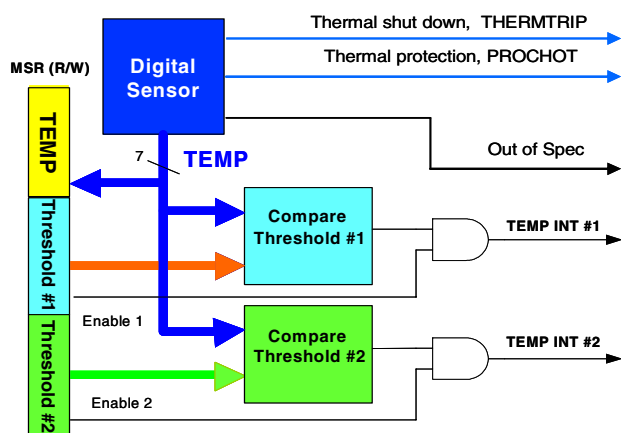 Thermal shut down, THERMTRIP
Thermal protection, PROCHOT
MSR (R/W)
Digital
Sensor
TEMP
7
TEMP
Out of Spec
Threshold #1
Compare
Threshold #1
TEMP INT #1
Enable 1
Threshold #2
Compare
Threshold #2
TEMP INT #2
Enable 2